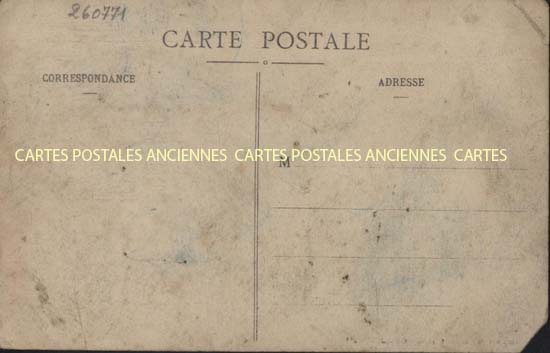 260771
CARTE POSTALE
CORRESPONDANCE
ADRESSE
CARTES POSTALES ANCIENNES CARTES POSTALES ANCIENNES CARTES
M